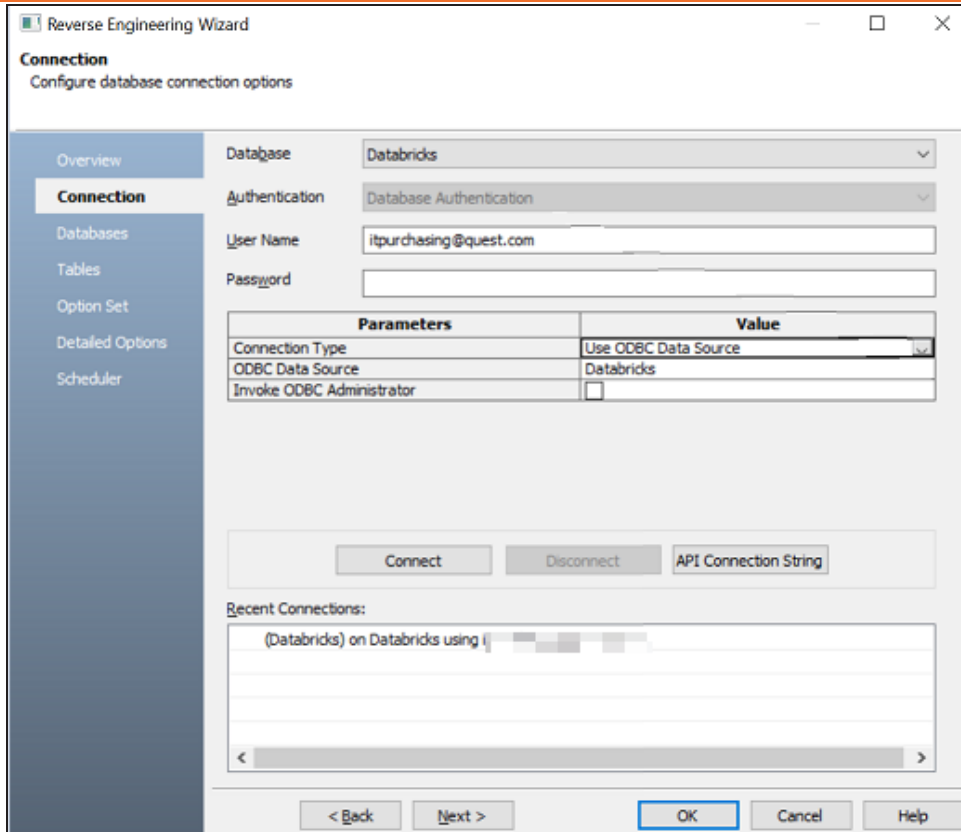 Reverse Engineering Wizard
Connection
Configure database connection options
Overview
Connection
Databases
Tables
Option Set
Detailed Options
Scheduler
Database Databricks
Authentication Database Authentication
User Name itpurchasing@quest.com
Password
Parameters Value
Connection Type Use ODBC Data Source
ODBC Data Source Databricks
Invoke ODBC Administrator
Connect Disconnect API Connection String
Recent Connections:
(Databricks) on Databricks using i
< Back Next > OK Cancel Help